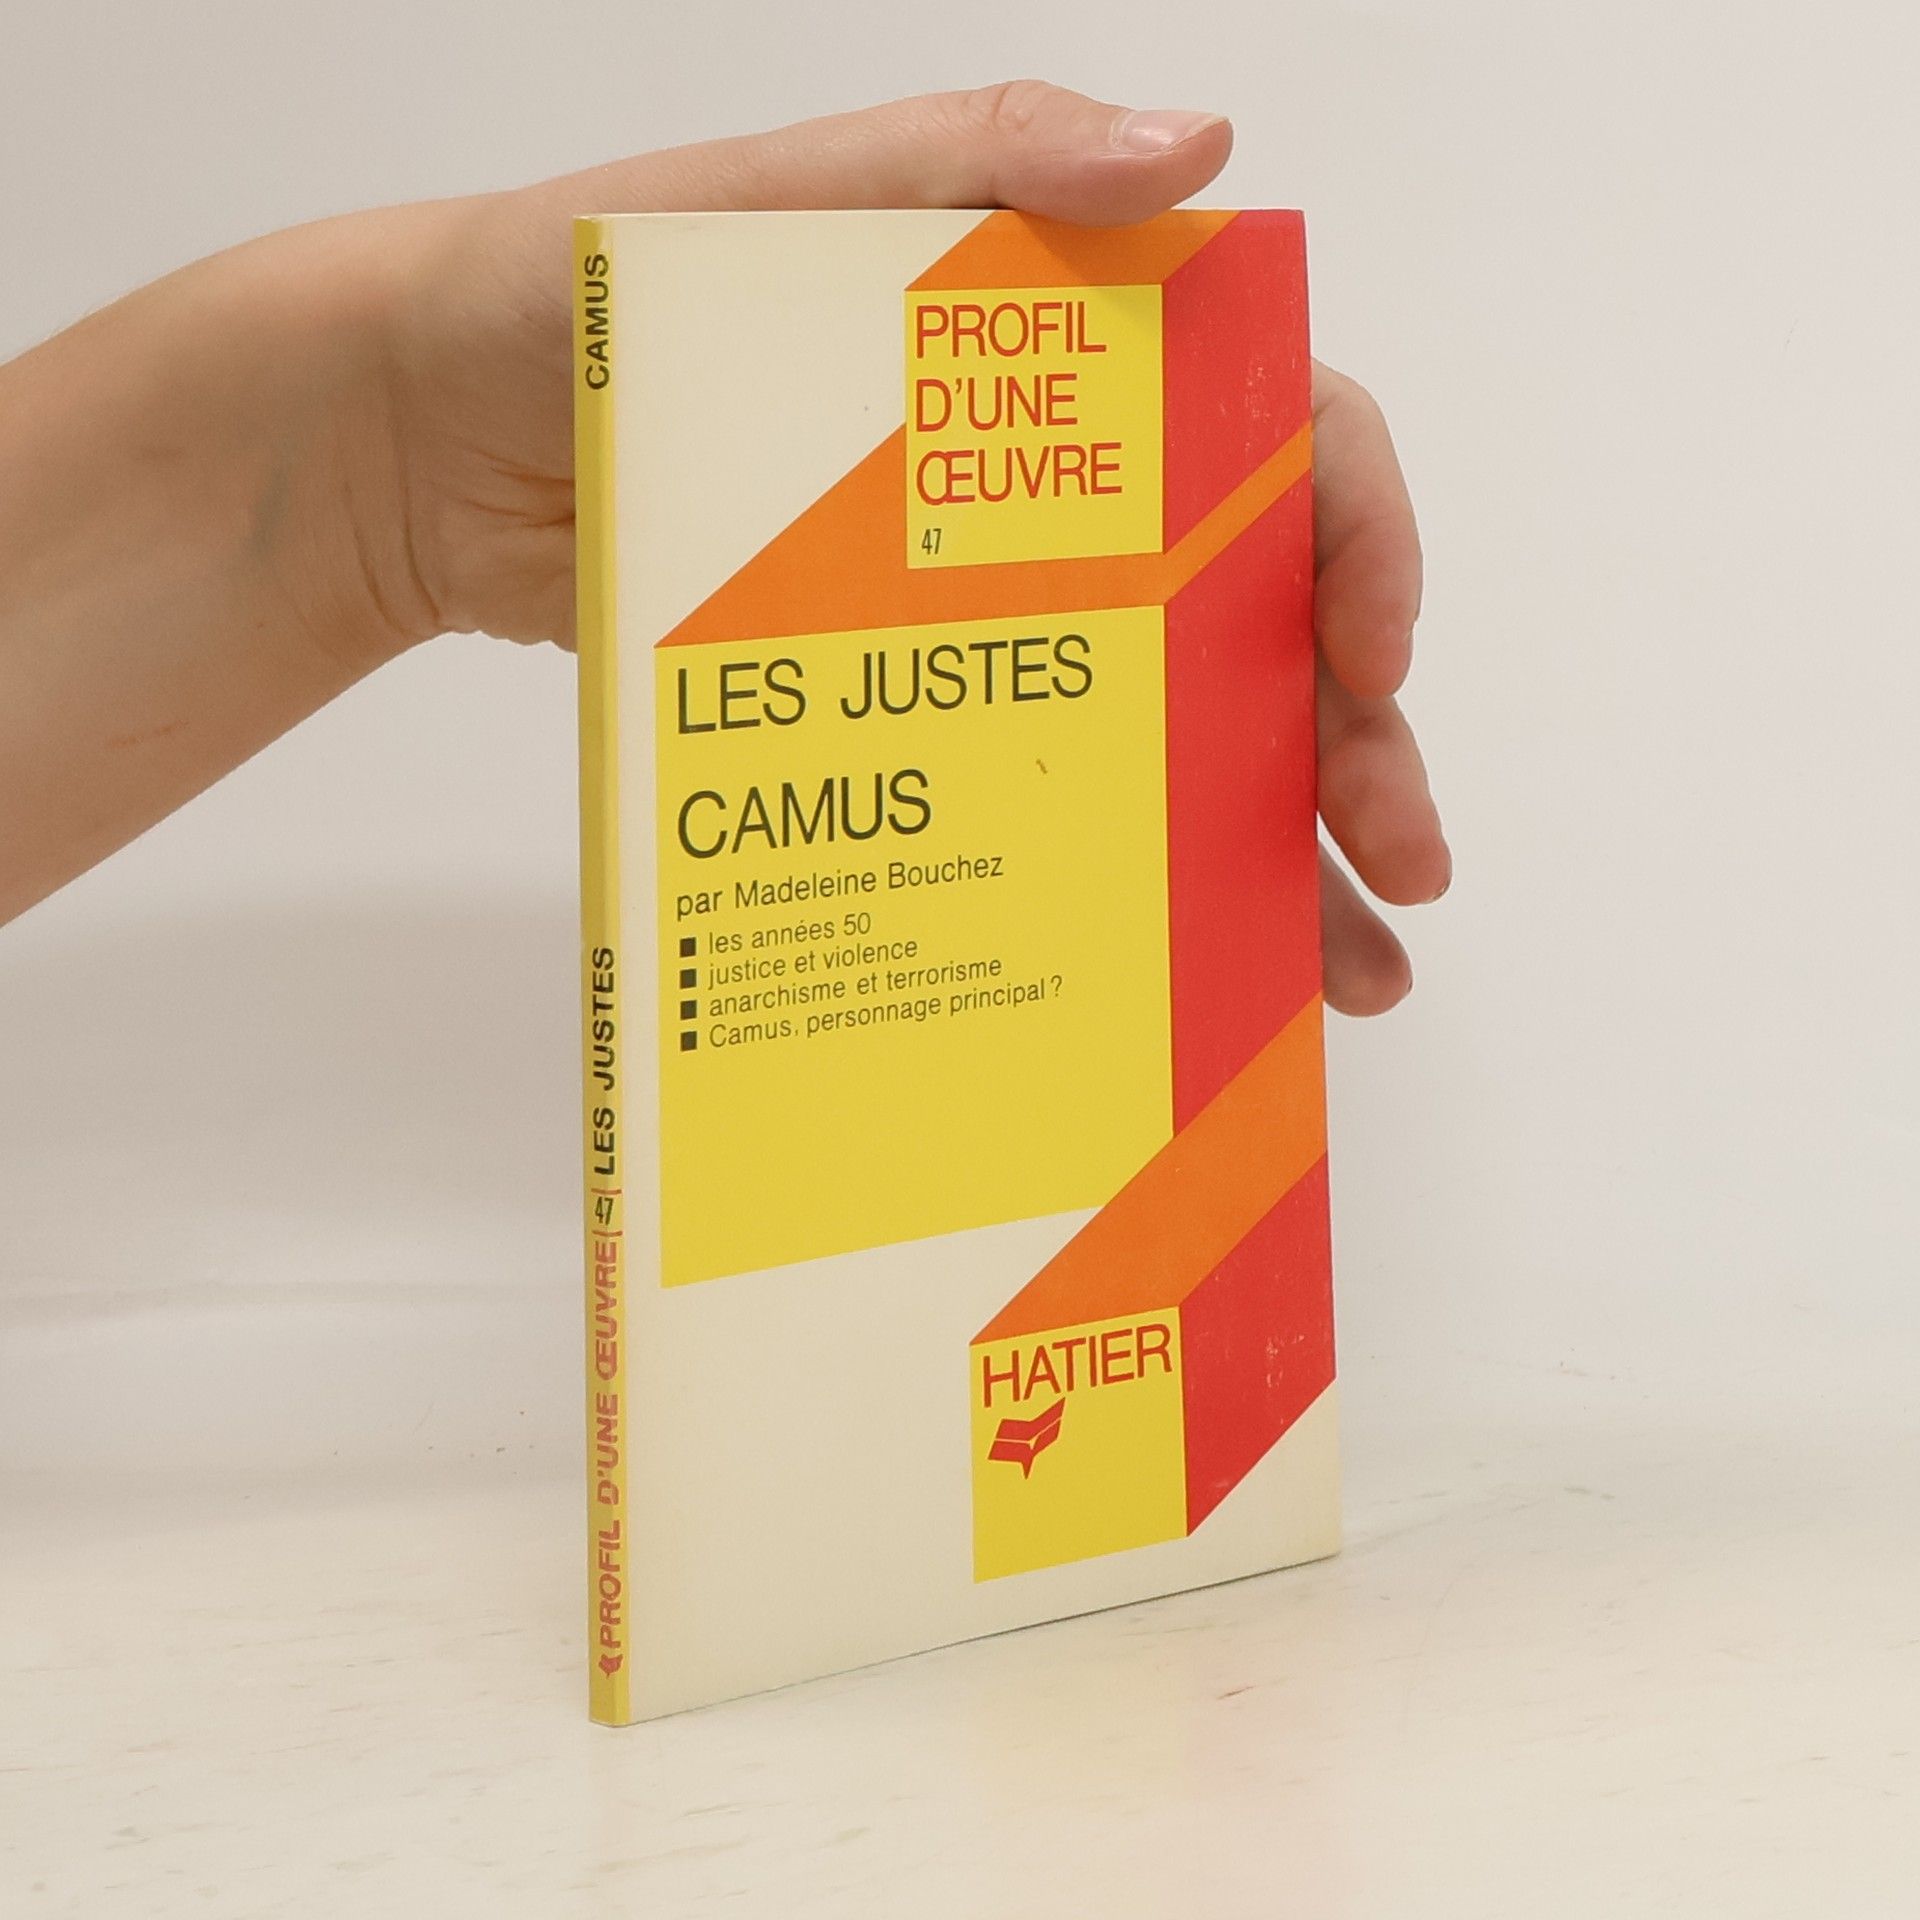 PROFIL
D'UNE
ŒUVRE
47
LES JUSTES
CAMUS
par Madeleine Bouchez
■ les années 50
■ justice et violence
■ anarchisme et terrorisme
■ Camus, personnage principal ?
HATIER
PROFIL D'UNE ŒUVRE 47 LES JUSTES CAMUS